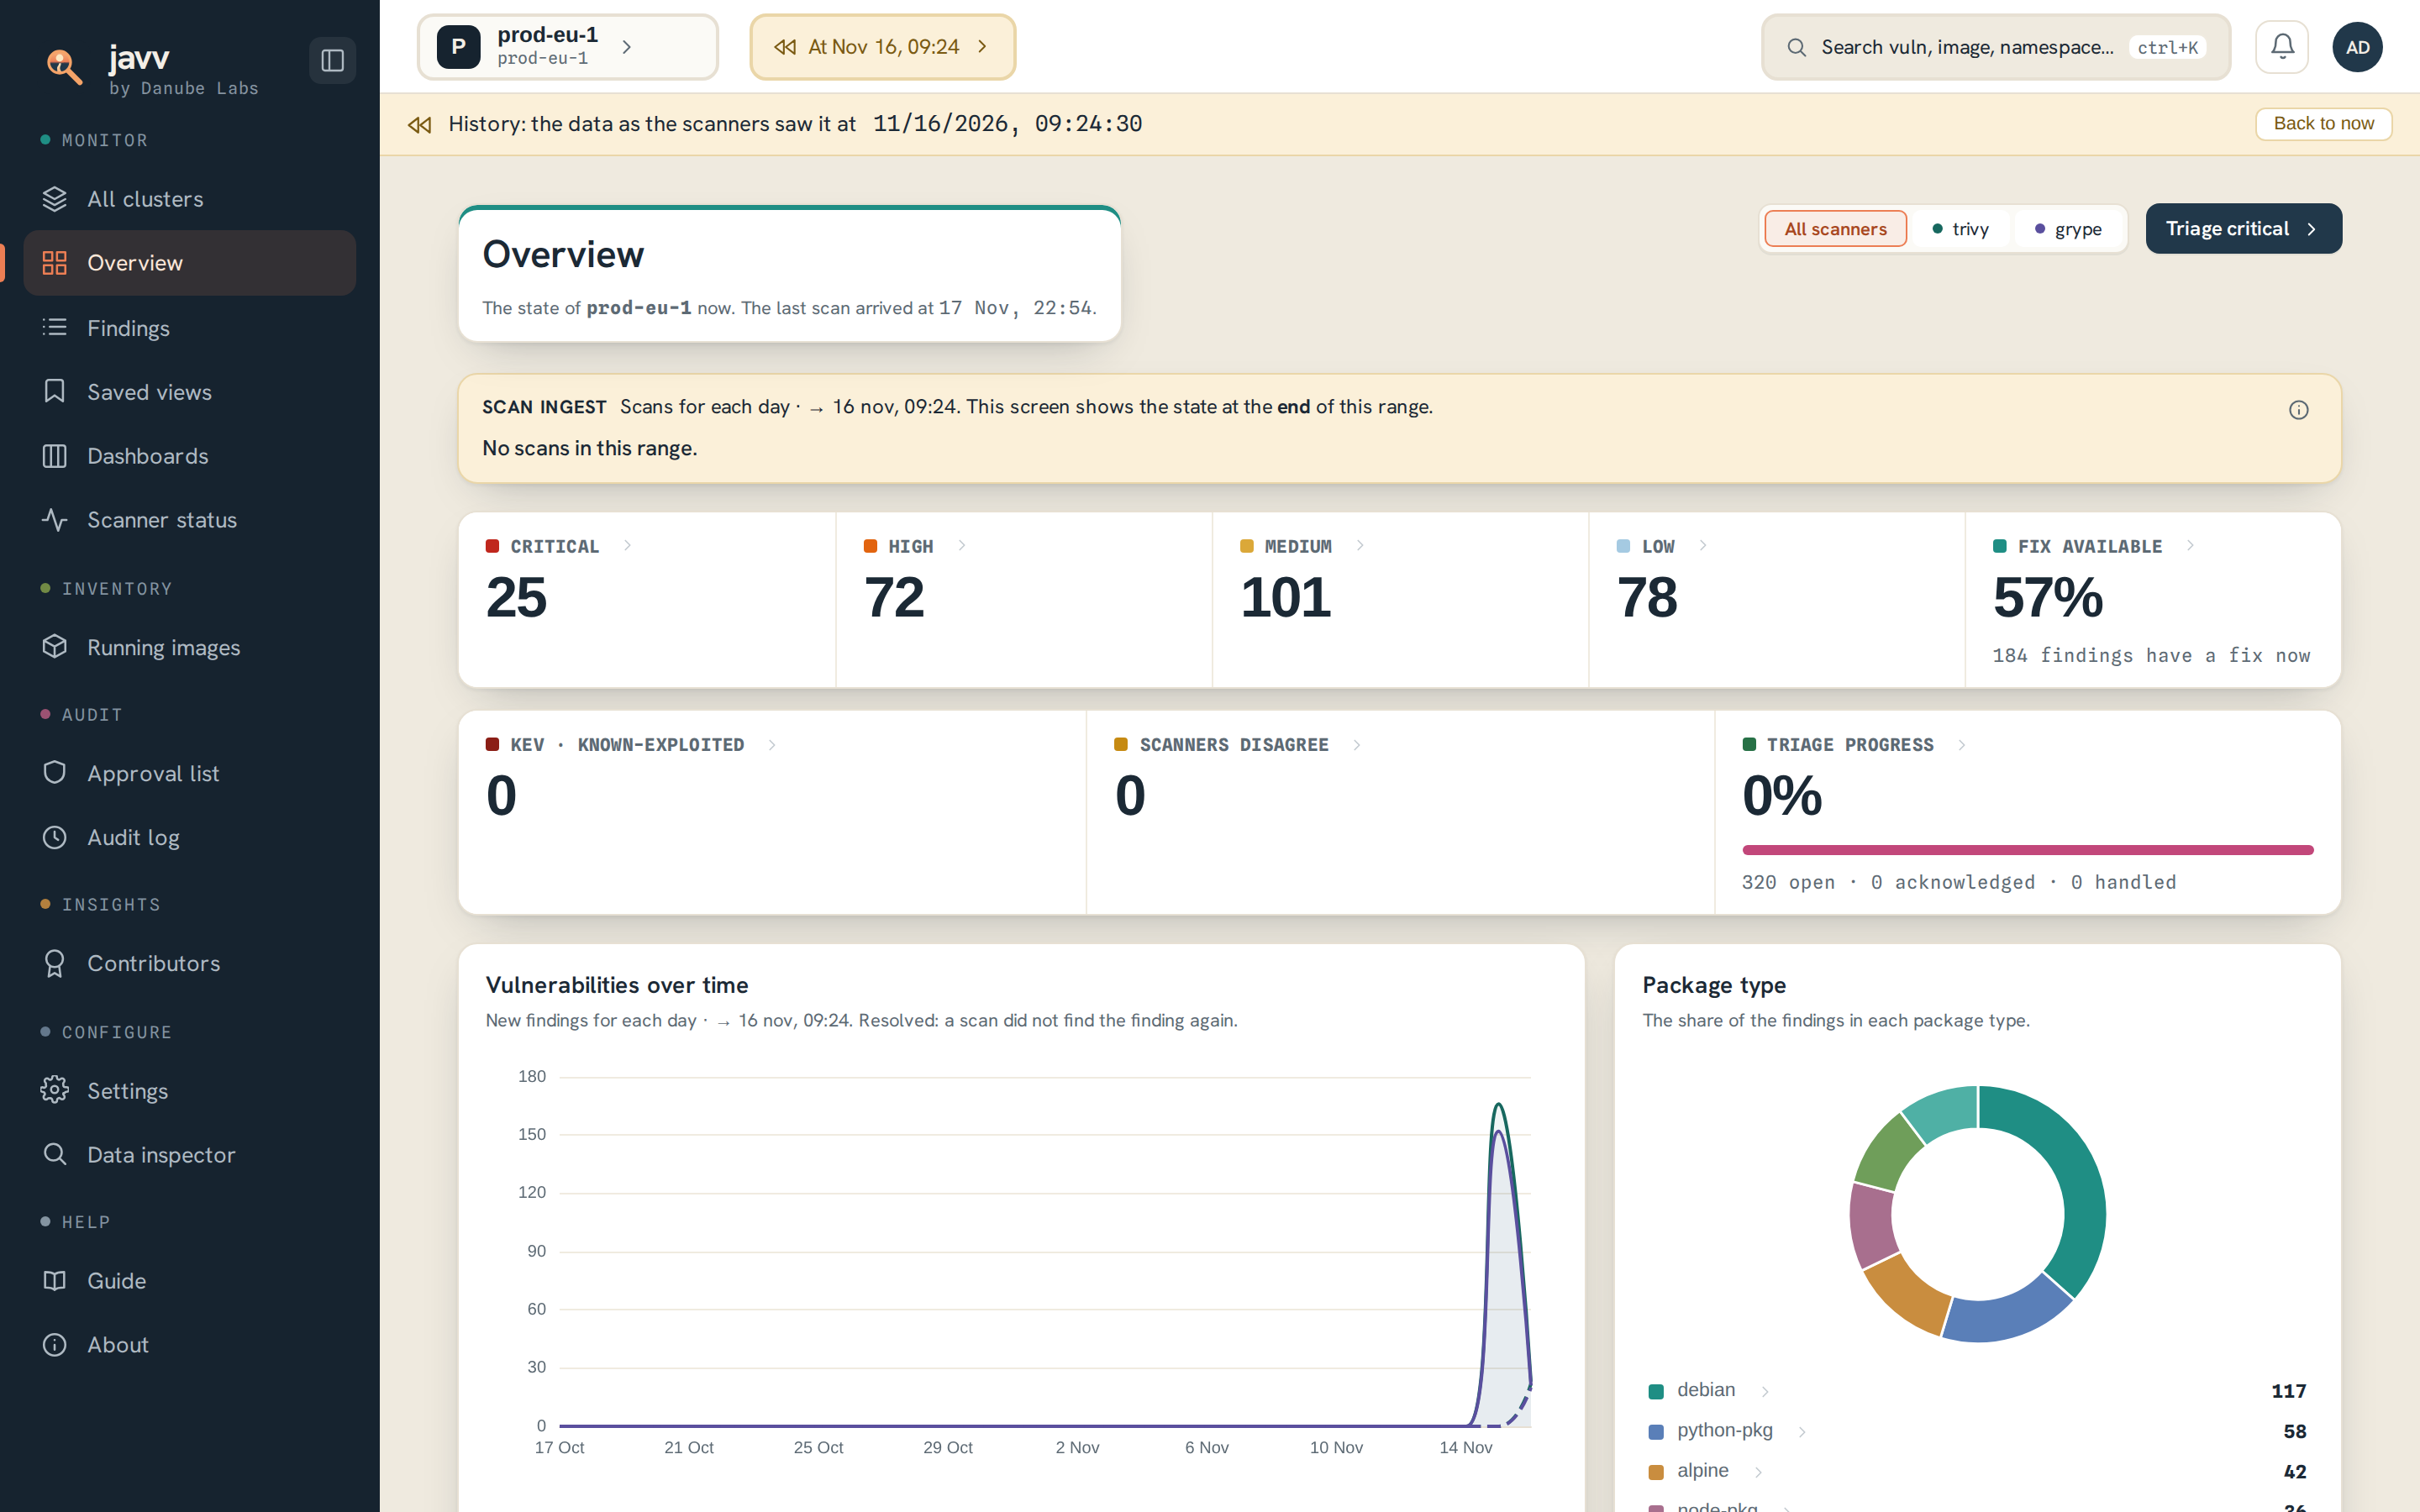 javv
by Danube Labs
MONITOR
All clusters
Overview
Findings
Saved views
Dashboards
Scanner status
INVENTORY
Running images
AUDIT
Approval list
Audit log
INSIGHTS
Contributors
CONFIGURE
Settings
Data inspector
HELP
Guide
About
P
prod-eu-1
prod-eu-1
At Nov 16, 09:24
Search vuln, image, namespace... ctrl+K
AD
History: the data as the scanners saw it at 11/16/2026, 09:24:30
Back to now
Overview
The state of prod-eu-1 now. The last scan arrived at 17 Nov, 22:54.
All scanners trivy grype
Triage critical
SCAN INGEST Scans for each day · → 16 nov, 09:24. This screen shows the state at the end of this range.
No scans in this range.
CRITICAL
25
HIGH
72
MEDIUM
101
LOW
78
FIX AVAILABLE
57%
184 findings have a fix now
KEV · KNOWN-EXPLOITED
0
SCANNERS DISAGREE
0
TRIAGE PROGRESS
0%
320 open · 0 acknowledged · 0 handled
Vulnerabilities over time
New findings for each day · → 16 nov, 09:24. Resolved: a scan did not find the finding again.
180
150
120
90
60
30
0
17 Oct 21 Oct 25 Oct 29 Oct 2 Nov 6 Nov 10 Nov 14 Nov
Package type
The share of the findings in each package type.
debian 117
python-pkg 58
alpine 42
node-pkg 36